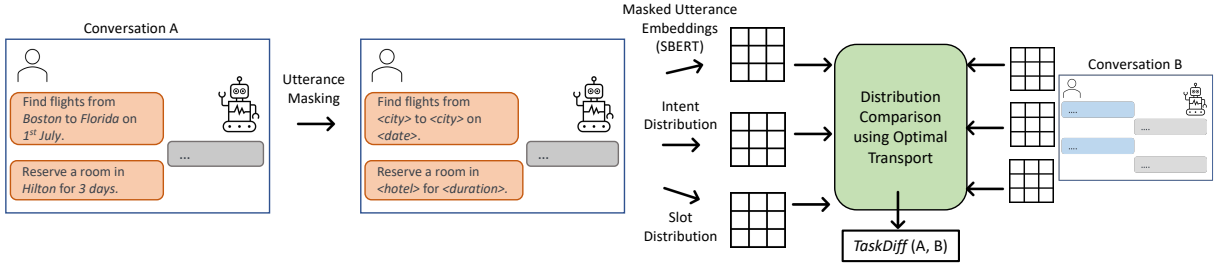 Conversation A
Find flights from
Boston to Florida on
1st July.
...
Reserve a room in
Hilton for 3 days.
Utterance
Masking
Find flights from
<city> to <city> on
<date>.
...
Reserve a room in
<hotel> for <duration>.
Masked Utterance
Embeddings
(SBERT)
Intent
Distribution
Slot
Distribution
Distribution
Comparison
using Optimal
Transport
TaskDiff (A, B)
Conversation B
....
....
....
....